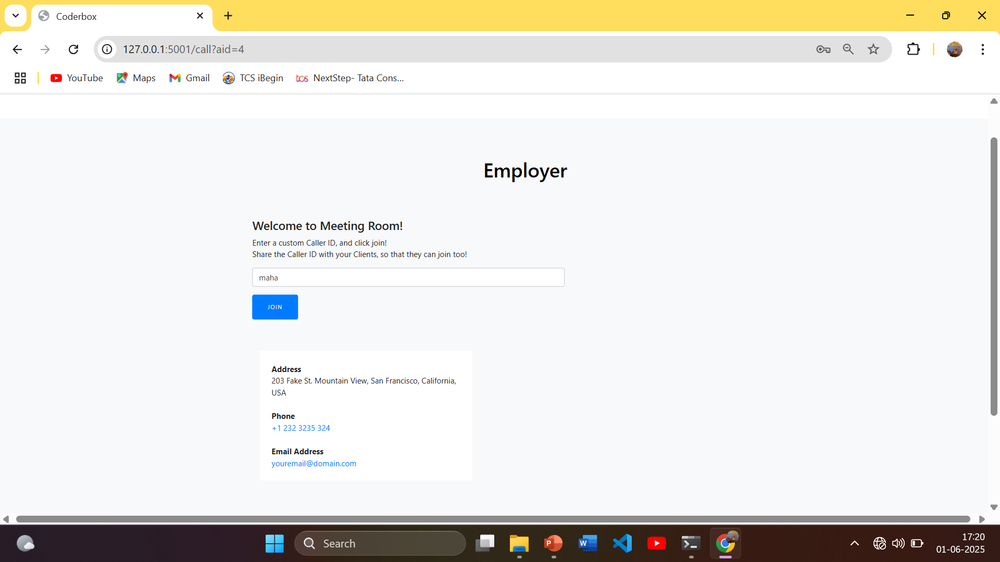 Coderbox
127.0.0.1:5001/call?aid=4
YouTube
Maps
Gmail
TCS iBegin
tcs
NextStep- Tata Cons...
Employer
Welcome to Meeting Room!
Enter a custom Caller ID, and click join!
Share the Caller ID with your Clients, so that they can join too!
maha
JOIN
Address
203 Fake St. Mountain View, San Francisco, California,
USA
Phone
+1 232 3235 324
Email Address
youremail@domain.com
Search
P
W
17:20
01-06-2025